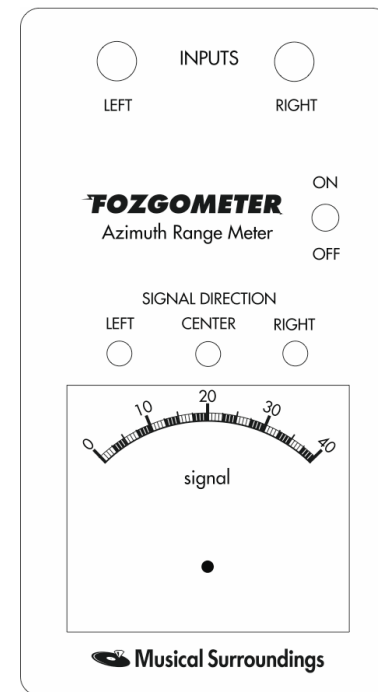 INPUTS
LEFT RIGHT
ON
FOZGOMETER
Azimuth Range Meter
OFF
SIGNAL DIRECTION
LEFT CENTER RIGHT
0 10 20 30 40
signal
Musical Surroundings